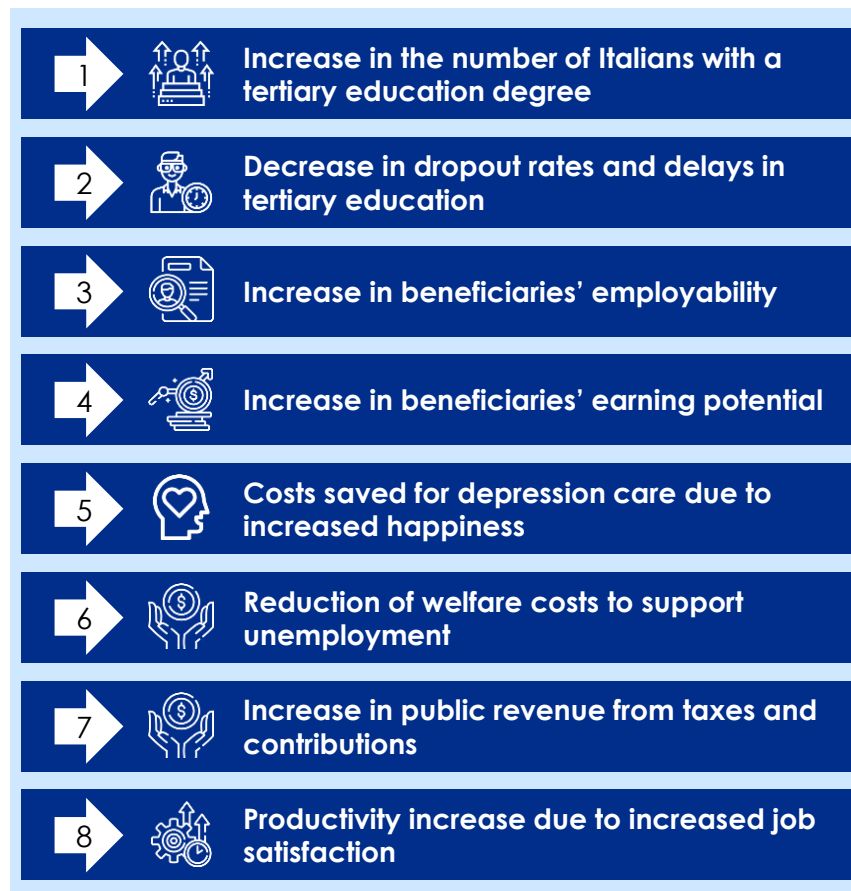 1
Increase in the number of Italians with a
tertiary education degree
2
Decrease in dropout rates and delays in
tertiary education
3
Increase in beneficiaries’ employability
4
Increase in beneficiaries’ earning potential
5
Costs saved for depression care due to
increased happiness
6
Reduction of welfare costs to support
unemployment
7
Increase in public revenue from taxes and
contributions
8
Productivity increase due to increased job
satisfaction